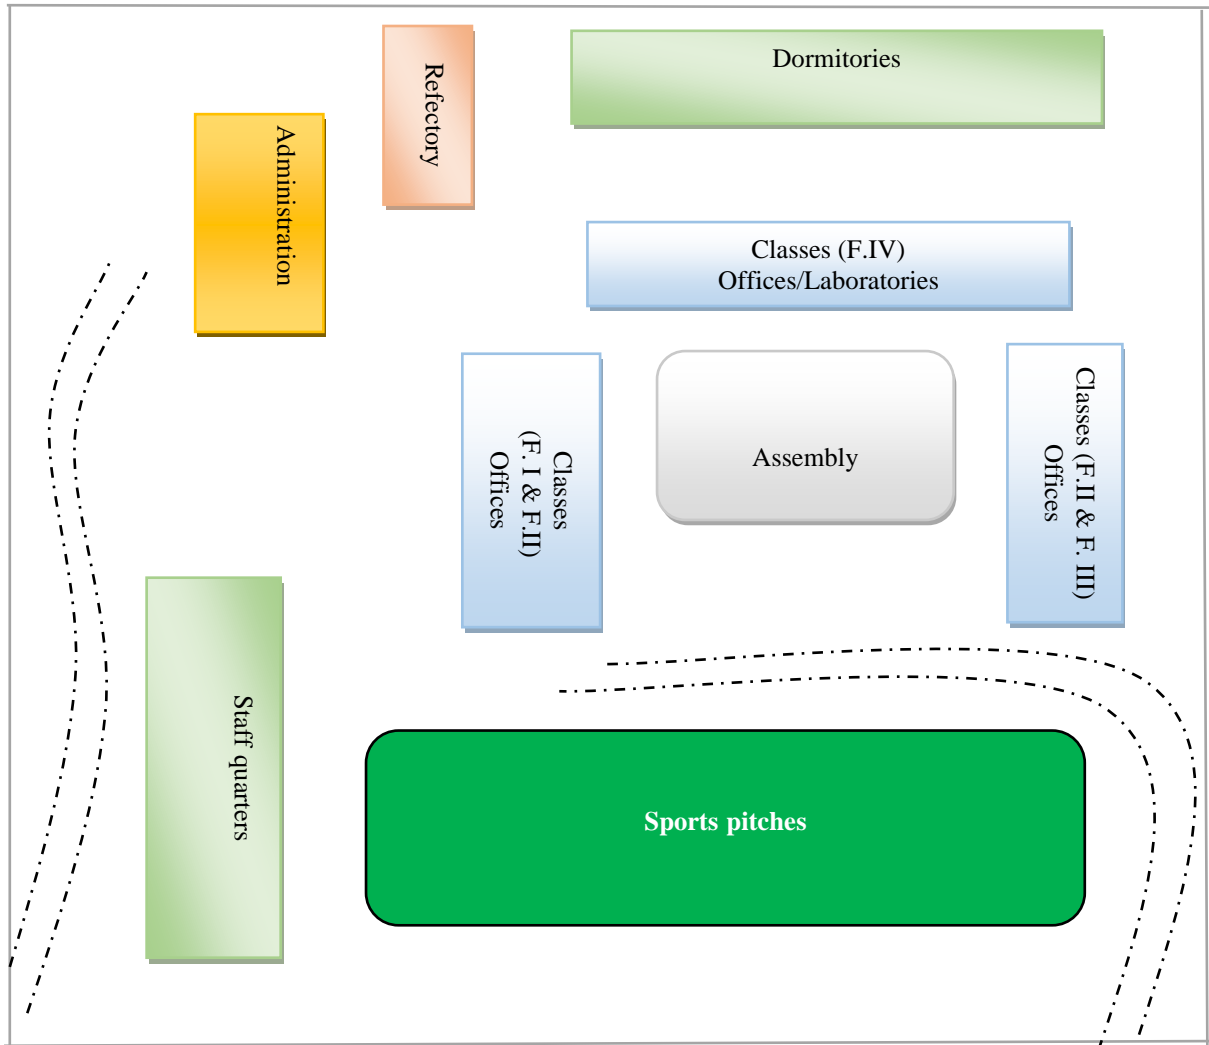 Dormitories
Refectory
Administration
Classes (F.IV)
Offices/Laboratories
Classes
(F. I & F.II)
Offices
Assembly
Classes (F.II & F. III)
Offices
Staff quarters
Sports pitches